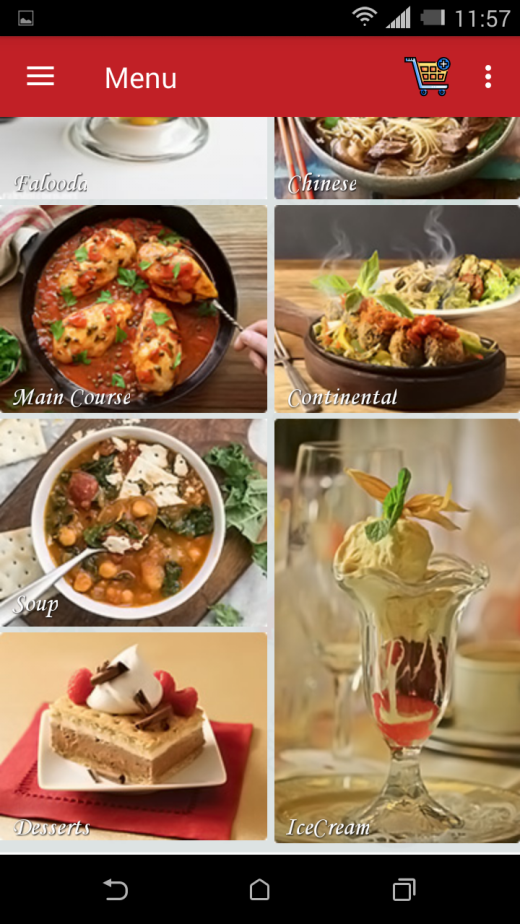 11:57
Menu
Falooda
Chinese
Main Course
Continental
Soup
IceCream
Desserts